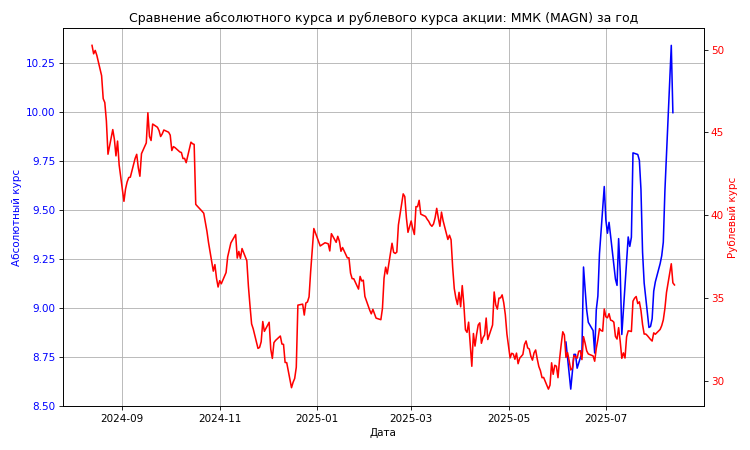 Сравнение абсолютного курса и рублевого курса акции: ММК (MAGN) за год
Абсолютный курс
10.25
10.00
9.75
9.50
9.25
9.00
8.75
8.50
50
45
40
35
30
Рублевый курс
2024-09 2024-11 2025-01 2025-03 2025-05 2025-07
Дата